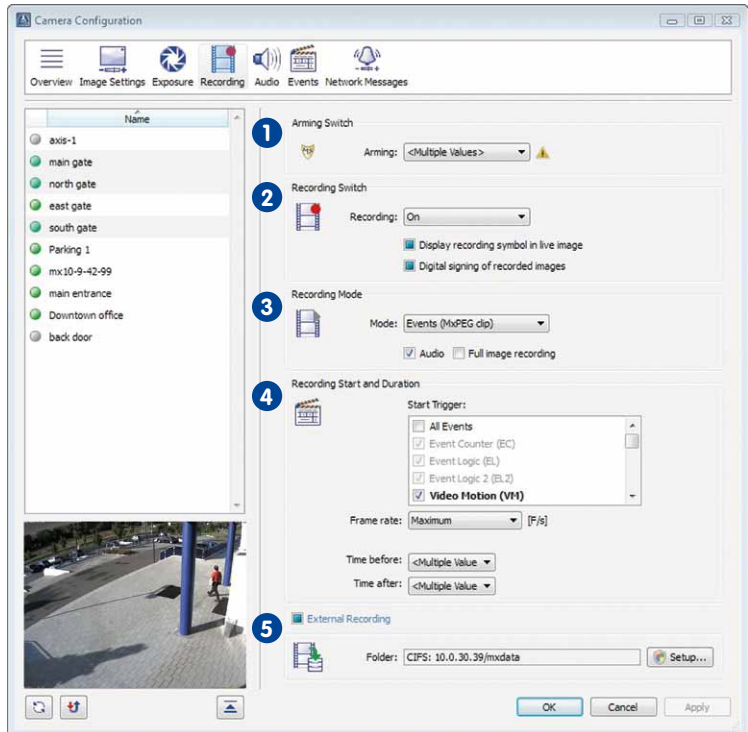 Camera Configuration
Overview Image Settings Exposure Recording Audio Events Network Messages
Name
axis-1
main gate
north gate
east gate
south gate
Parking 1
mx10-9-42-99
main entrance
Downtown office
back door
1
Arming Switch
Arming: <Multiple Values>
2
Recording Switch
Recording: On
Display recording symbol in live image
Digital signing of recorded images
3
Recording Mode
Mode: Events (MxPEG clip)
Audio Full image recording
4
Recording Start and Duration
Start Trigger:
All Events
Event Counter (EC)
Event Logic (EL)
Event Logic 2 (EL2)
Video Motion (VM)
Frame rate: Maximum [F/s]
Time before: <Multiple Value
Time after: <Multiple Value
5
External Recording
Folder: CIFS: 10.0.30.39/mxdata Setup...
OK Cancel Apply